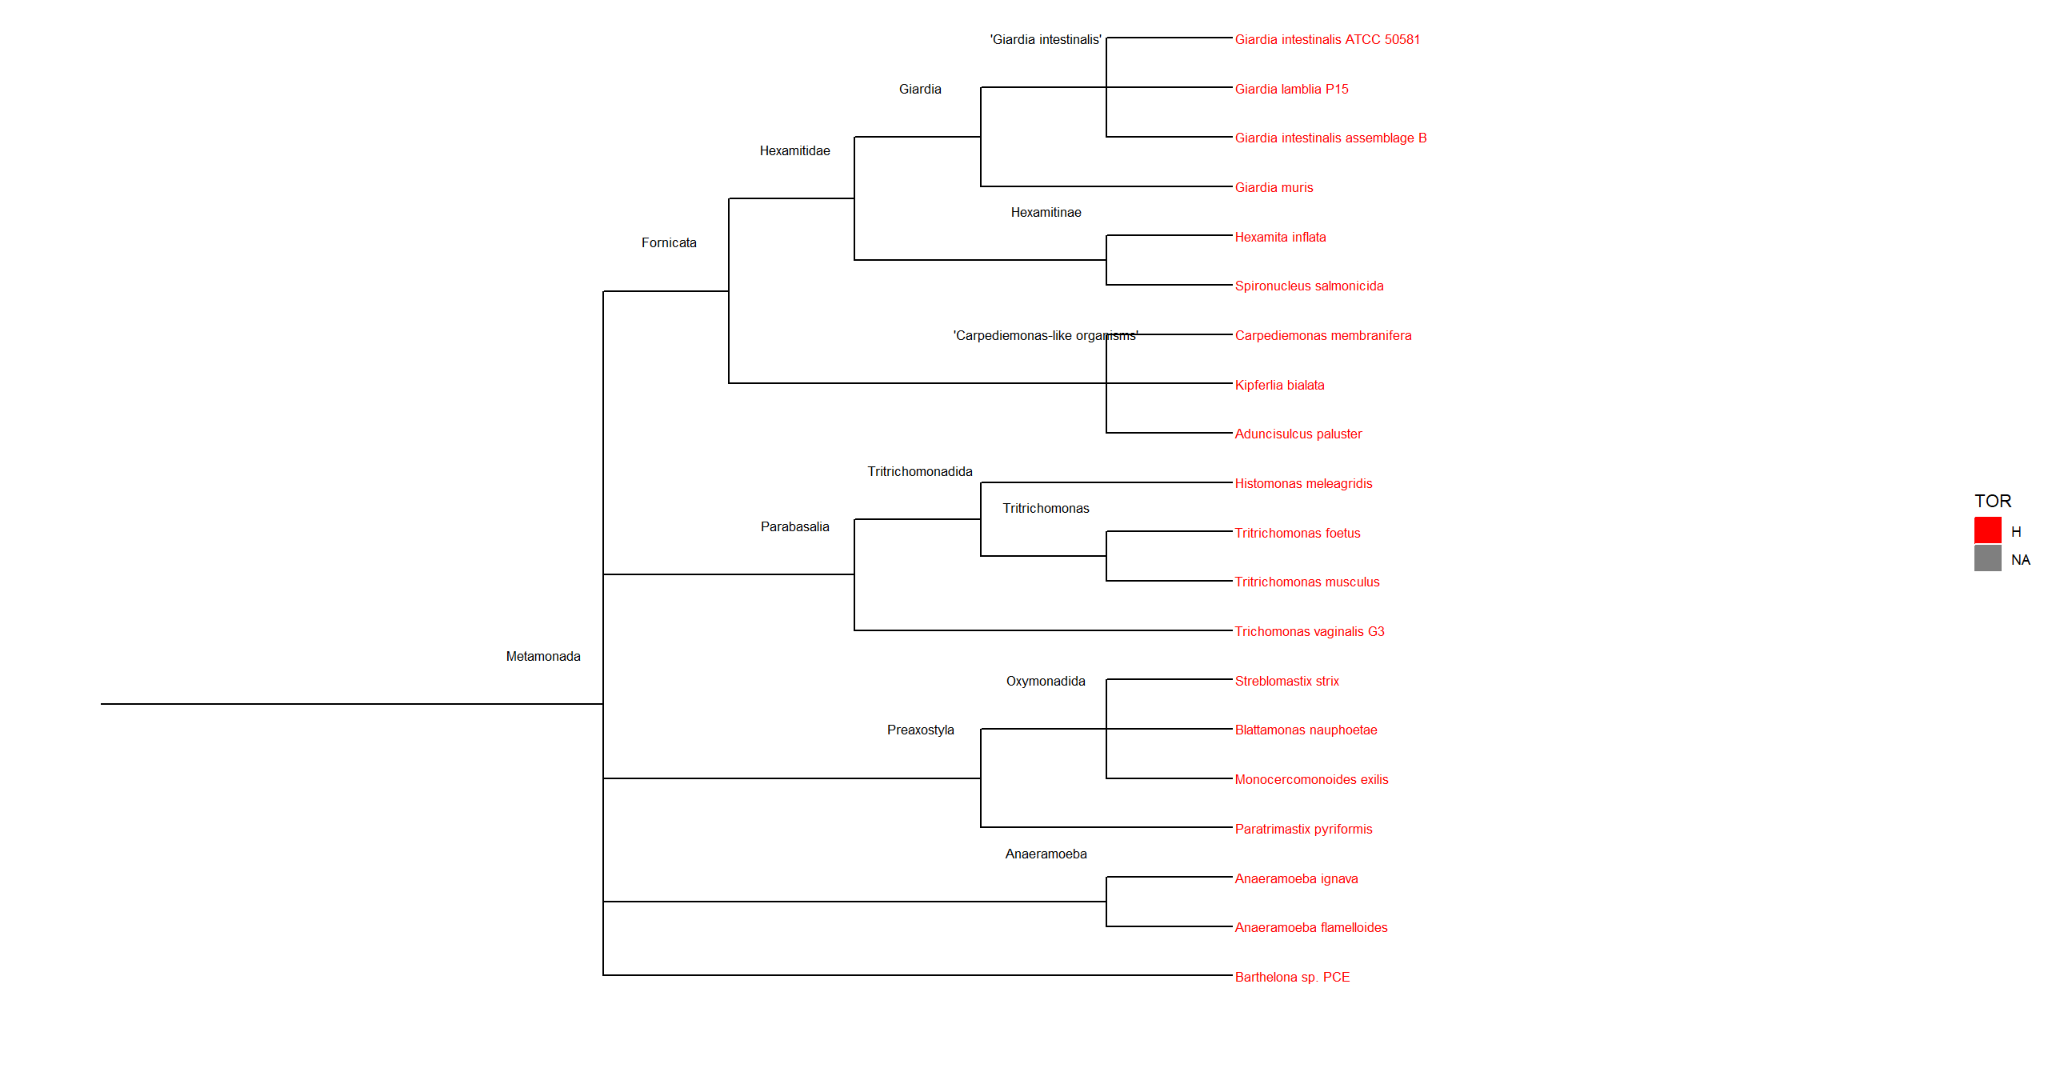 'Giardia intestinalis'
Giardia intestinalis ATCC 50581
Giardia
Giardia lamblia P15
Giardia intestinalis assemblage B
Hexamitidae
Giardia muris
Hexamitinae
Hexamita inflata
Fornicata
Spironucleus salmonicida
'Carpediemonas-like organisms'
Carpediemonas membranifera
Kipferlia bialata
Aduncisulcus paluster
Tritrichomonadida
Histomonas meleagridis
Tritrichomonas
Parabasalia
Tritrichomonas foetus
Tritrichomonas musculus
Trichomonas vaginalis G3
Metamonada
Oxymonadida
Streblomastix strix
Preaxostyla
Blattamonas nauphoetae
Monocercomonoides exilis
Paratrimastix pyriformis
Anaeramoeba
Anaeramoeba ignava
Anaeramoeba flamelloides
Barthelona sp. PCE
TOR
H
NA